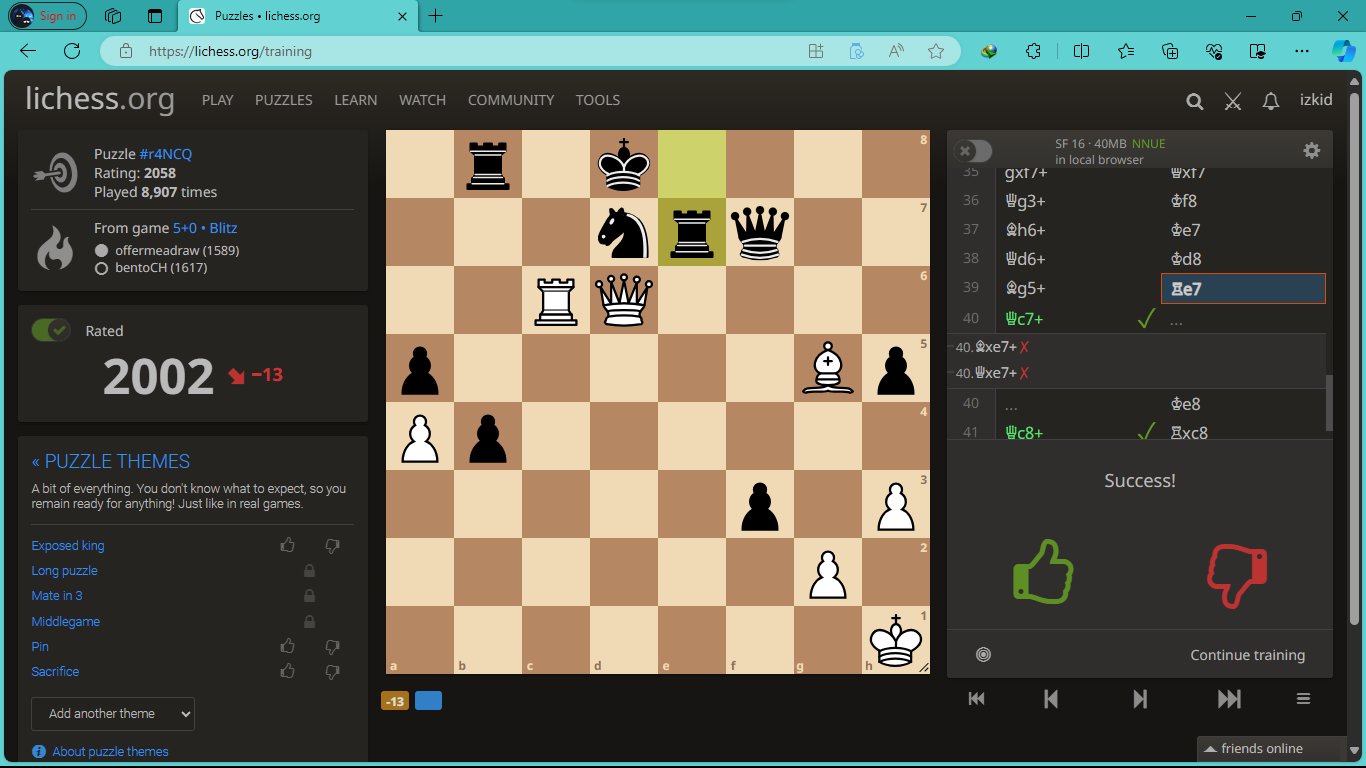 Sign in
Puzzles • lichess.org
https://lichess.org/training
lichess.org
PLAY
PUZZLES
LEARN
WATCH
COMMUNITY
TOOLS
izkid
Puzzle #r4NCQ
Rating: 2058
Played 8,907 times
From game 5+0 • Blitz
offermeadraw (1589)
bentoCH (1617)
Rated
2002 −13
« PUZZLE THEMES
A bit of everything. You don't know what to expect, so you
remain ready for anything! Just like in real games.
Exposed king
Long puzzle
Mate in 3
Middlegame
Pin
Sacrifice
Add another theme
About puzzle themes
8
7
6
5
4
3
2
1
a b c d e f g h
-13
SF 16 · 40MB NNUE
in local browser
35 gxf7+ ♕xf7
36 ♕g3+ ♔f8
37 ♗h6+ ♔e7
38 ♕d6+ ♔d8
39 ♗g5+ ♖e7
40 ♕c7+ ✓ ...
40.♗xe7+ ✗
40.♕xe7+ ✗
40 ... ♔e8
41 ♕c8+ ✓ ♖xc8
Success!
Continue training
friends online